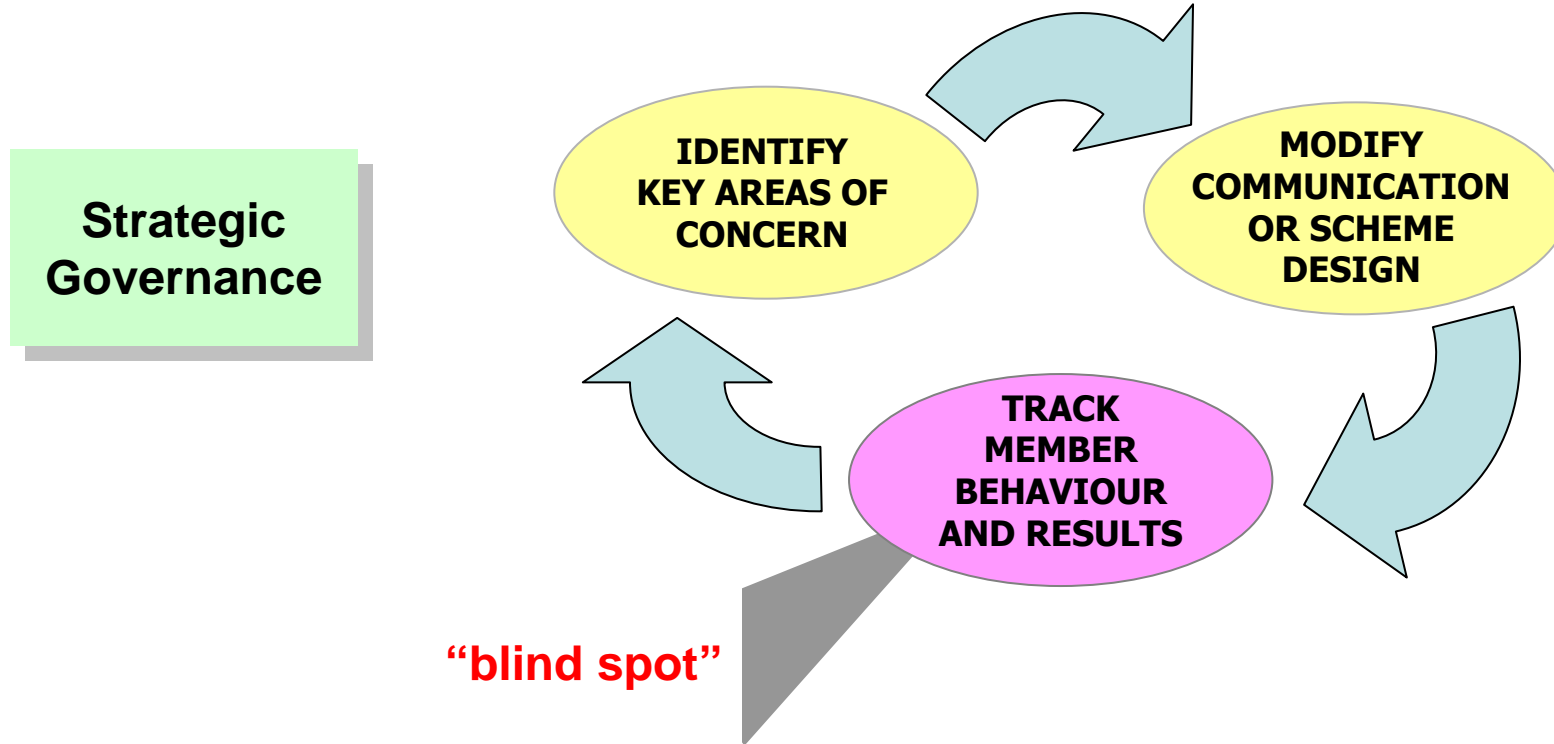 Strategic
Governance
IDENTIFY
KEY AREAS OF
CONCERN
MODIFY
COMMUNICATION
OR SCHEME
DESIGN
TRACK
MEMBER
BEHAVIOUR
AND RESULTS
“blind spot”